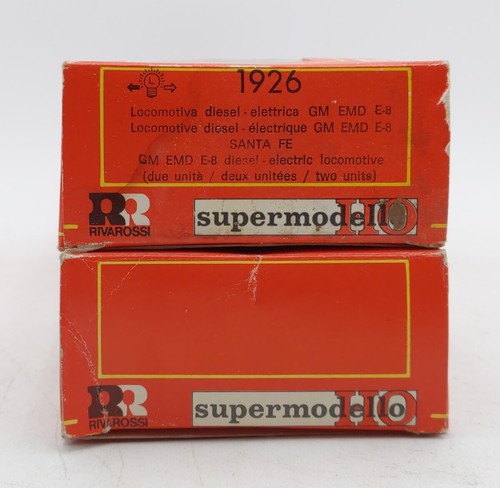 1926
L
Locomotiva diesel-elettrica GM EMD E-8
Locomotive diesel-électrique GM EMD E-8
SANTA FE
GM EMD E-8 diesel-electric locomotive
(due unità / deux unitées / two units)
RR
RIVAROSSI
supermodello HO
RR
RIVAROSSI
supermodello HO